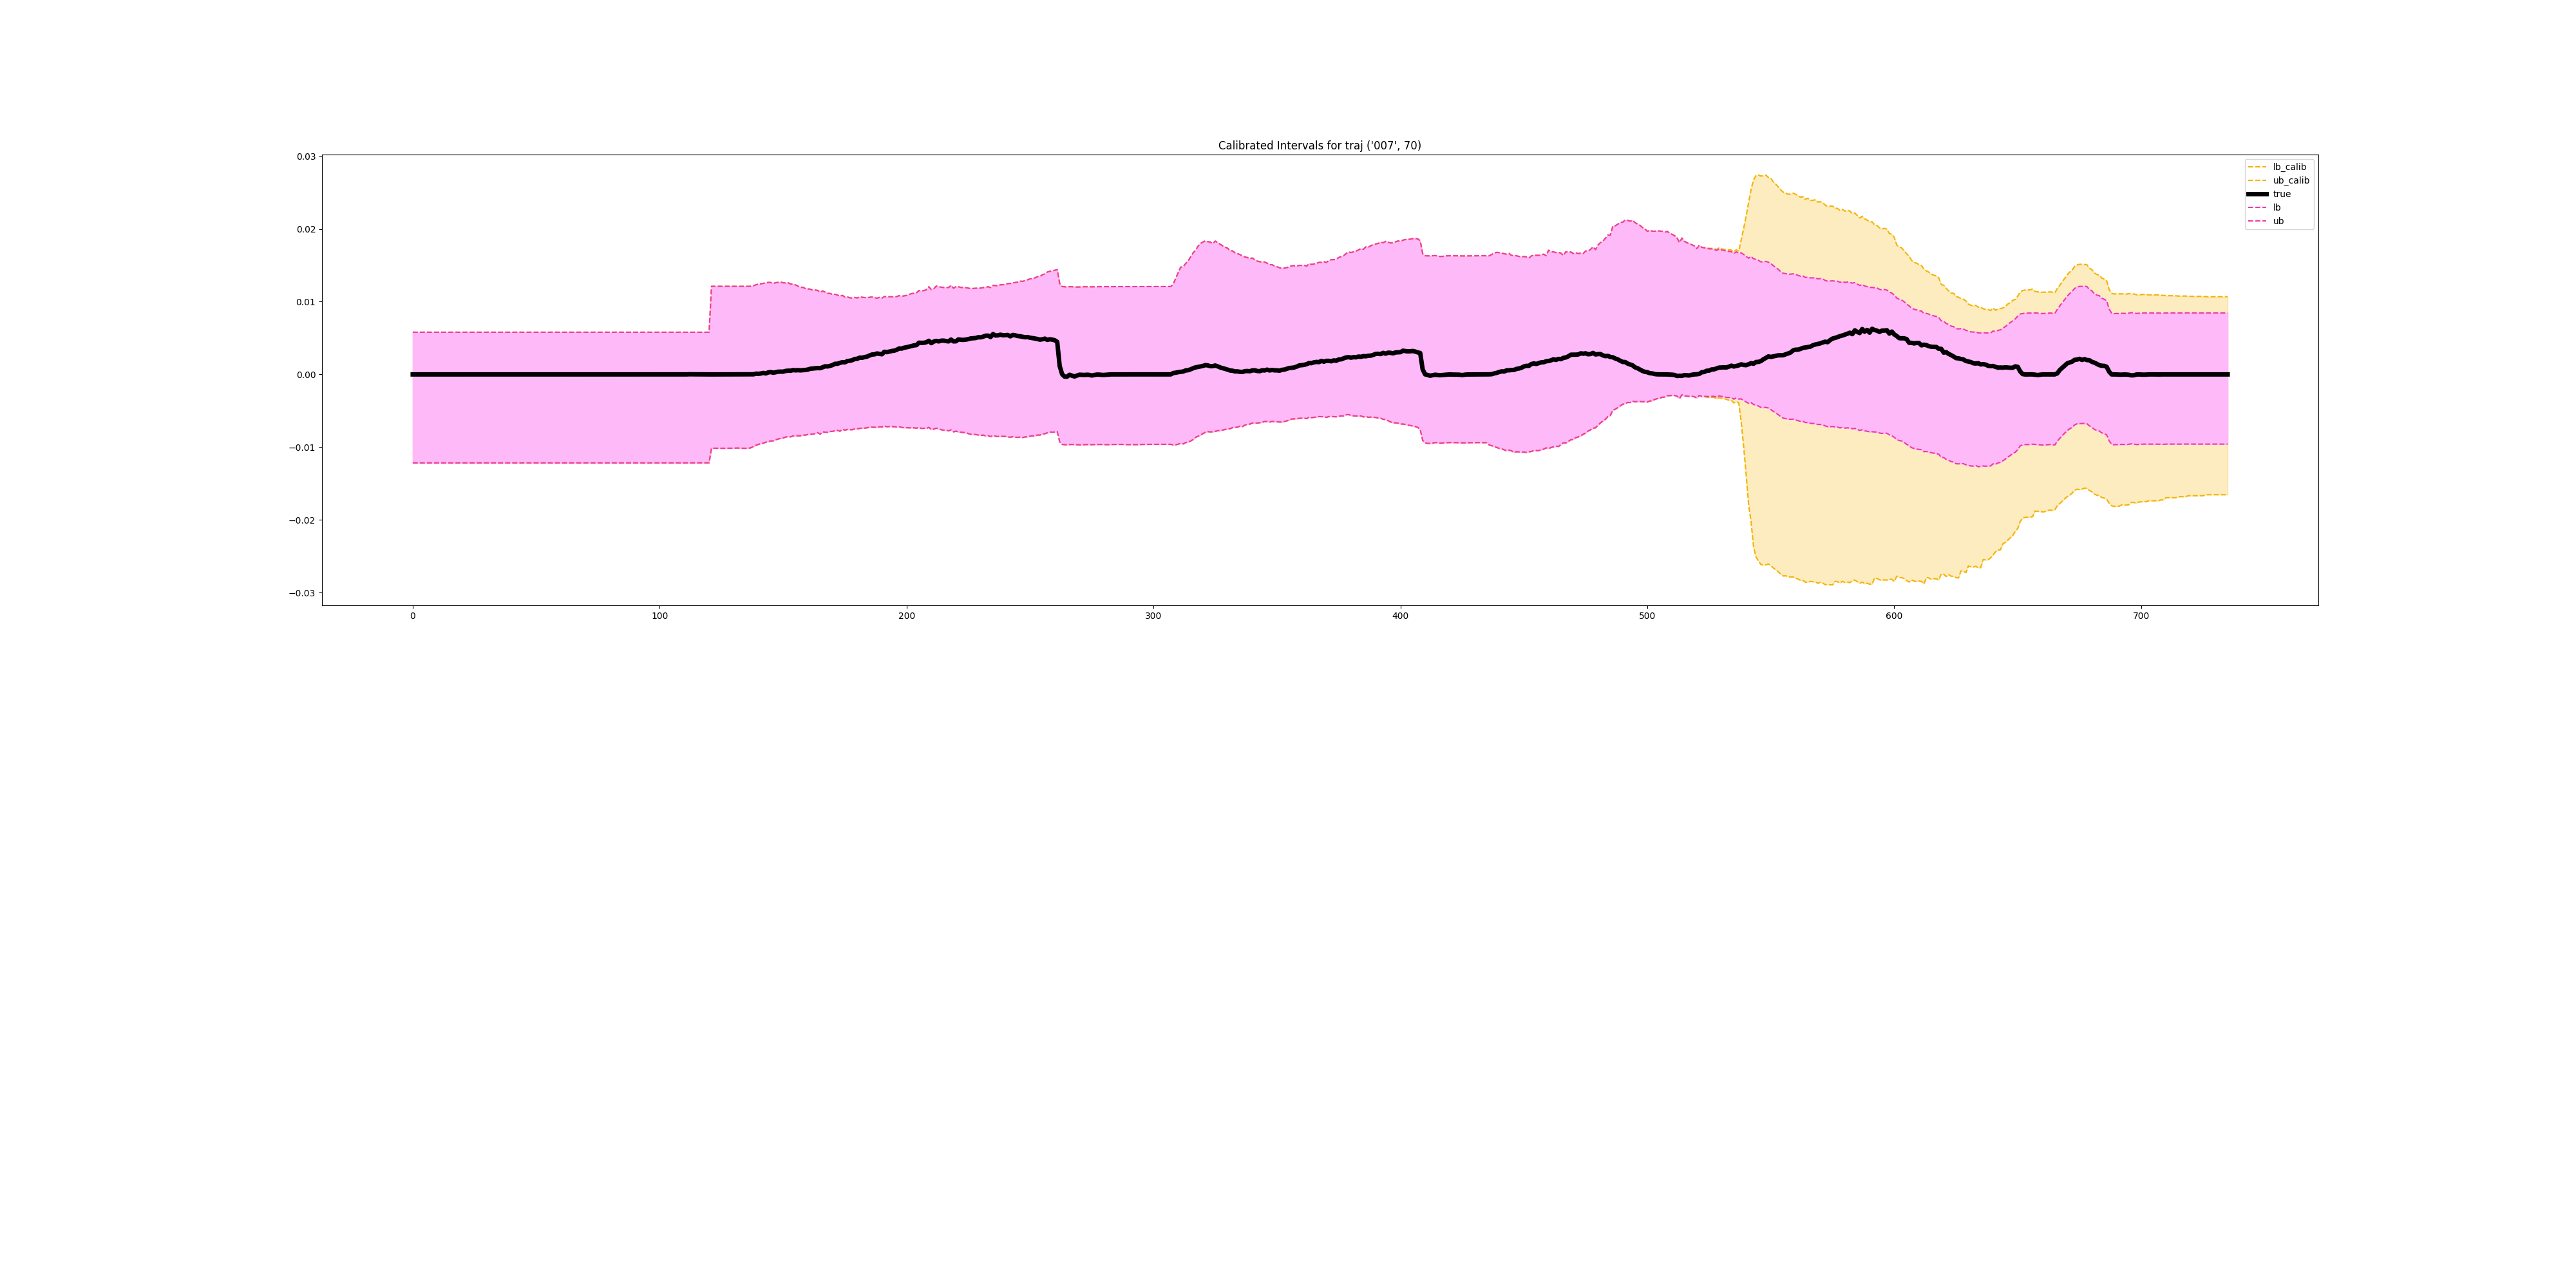 Calibrated Intervals for traj ('007', 70)
0.03
0.02
0.01
0.00
−0.01
−0.02
−0.03
0 100 200 300 400 500 600 700
lb_calib
ub_calib
true
lb
ub